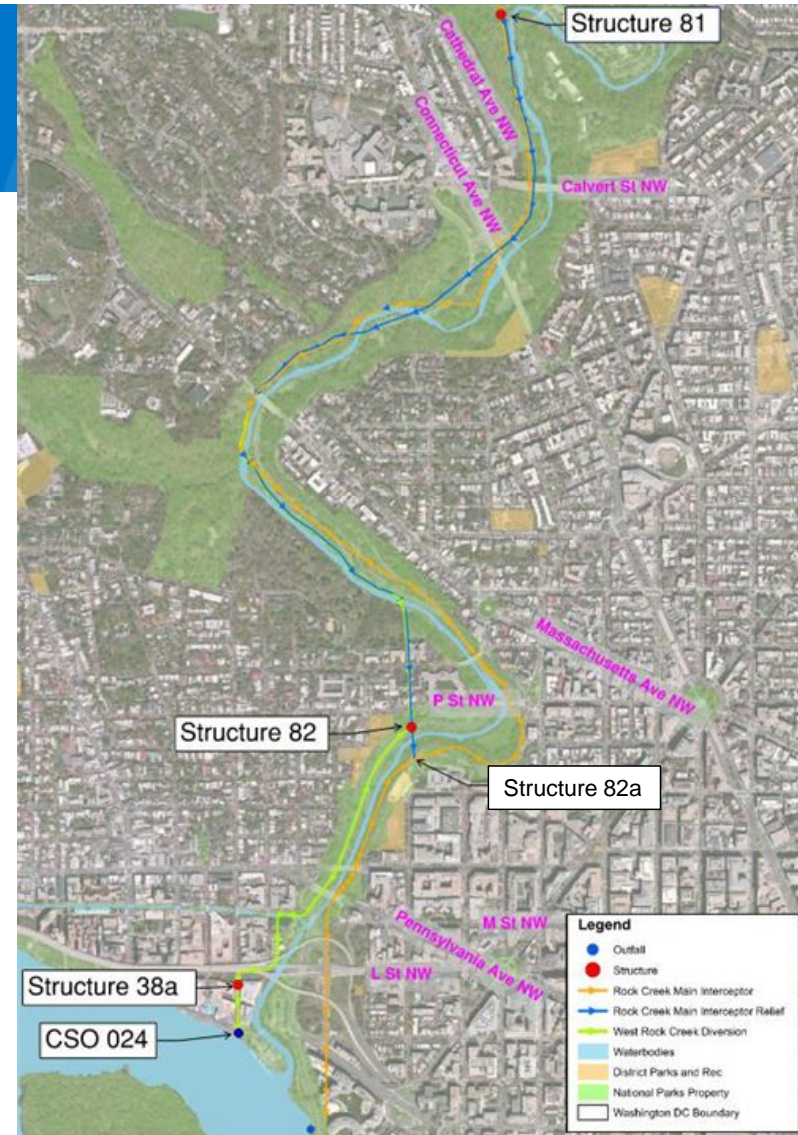 Structure 81
Cathedral Ave NW
Connecticut Ave NW
Calvert St NW
Massachusetts Ave NW
P St NW
Structure 82
Structure 82a
Pennsylvania Ave NW
M St NW
L St NW
Structure 38a
CSO 024
Legend
Outfall
Structure
Rock Creek Main Interceptor
Rock Creek Main Interceptor Relief
West Rock Creek Diversion
Waterbodies
District Parks and Rec
National Parks Property
Washington DC Boundary